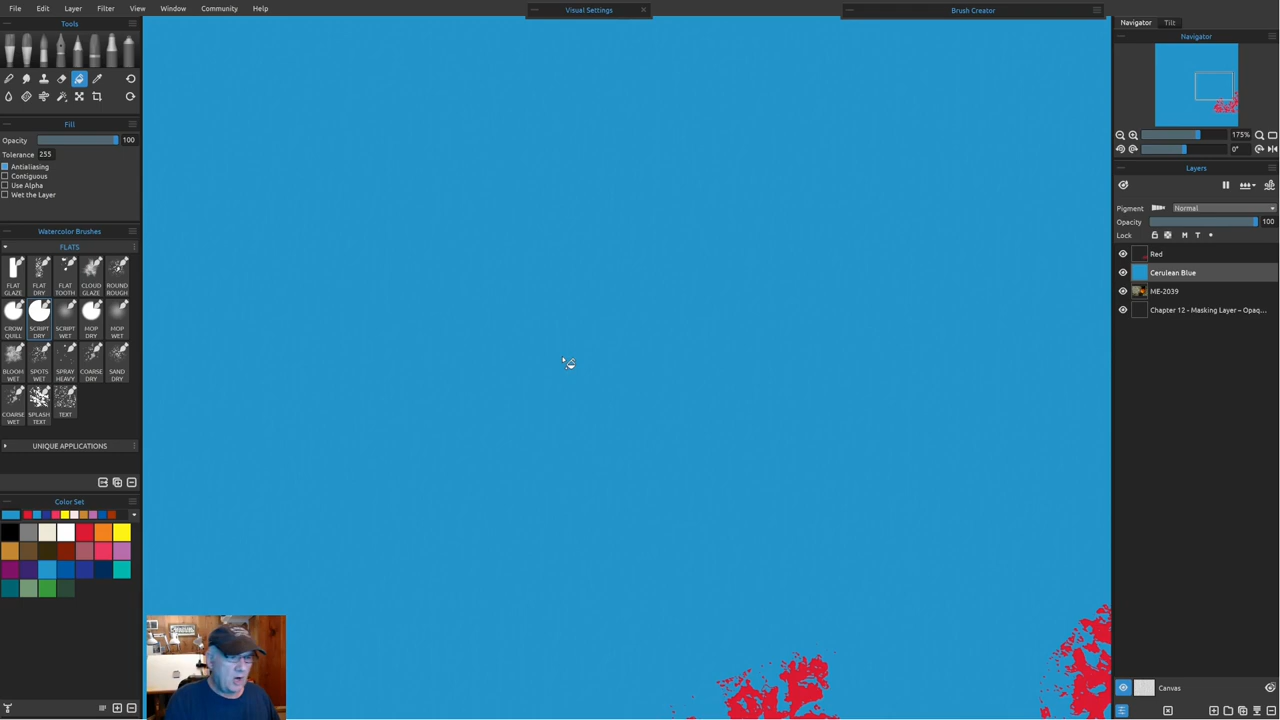 File Edit Layer Filter View Window Community Help
Visual Settings
Brush Creator
Tools
Navigator Tilt
Navigator
175%
0°
Fill
Opacity 100
Tolerance 255
Antialiasing
Contiguous
Use Alpha
Wet the Layer
Layers
Pigment Normal
Opacity 100
Lock M T
Red
Cerulean Blue
ME-2039
Chapter 12 - Masking Layer – Opaq...
Watercolor Brushes
FLATS
FLAT GLAZE
FLAT DRY
FLAT TOOTH
CLOUD GLAZE
ROUND ROUGH
CROW QUILL
SCRIPT DRY
SCRIPT WET
MOP DRY
MOP WET
BLOOM WET
SPOTS WET
SPRAY HEAVY
COARSE DRY
SAND DRY
COARSE WET
SPLASH TEXT
TEXT
UNIQUE APPLICATIONS
Color Set
Canvas